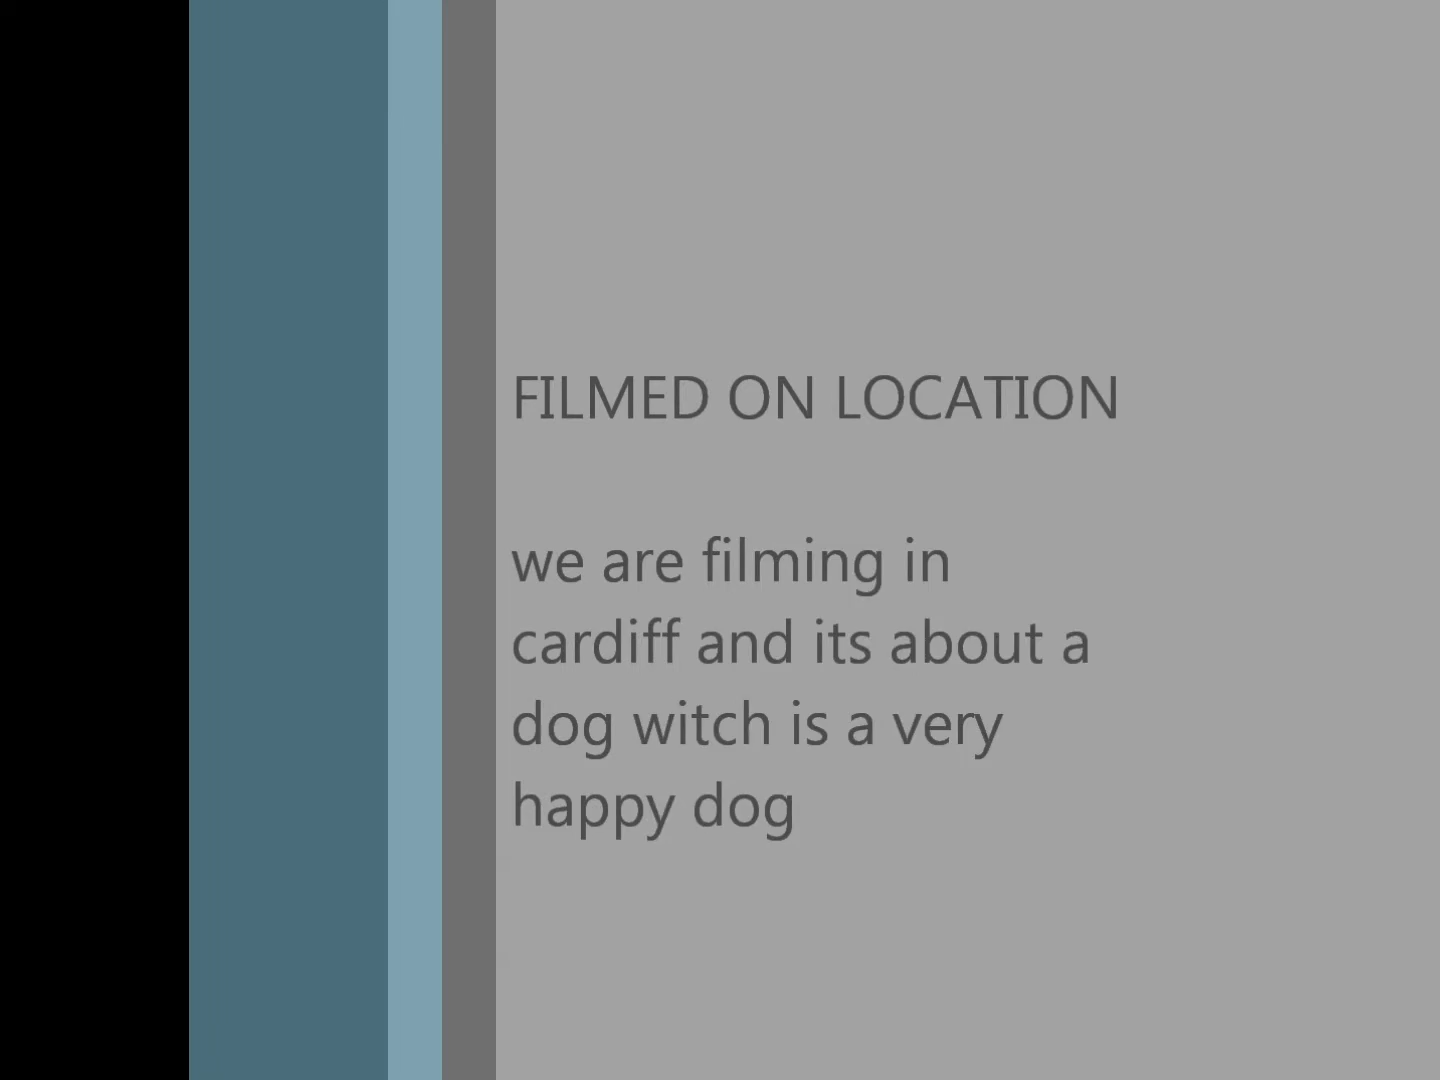 FILMED ON LOCATION
we are filming in
cardiff and its about a
dog witch is a very
happy dog